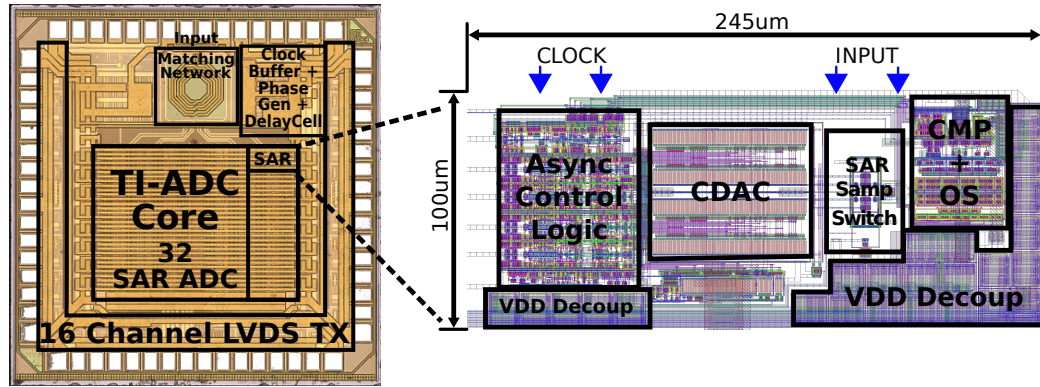 Input
Matching
Network
Clock
Buffer +
Phase
Gen +
DelayCell
SAR
TI-ADC
Core
32
SAR ADC
16 Channel LVDS TX
245um
CLOCK
INPUT
100um
Async
Control
Logic
CDAC
SAR
Samp
Switch
CMP
+
OS
VDD Decoup
VDD Decoup